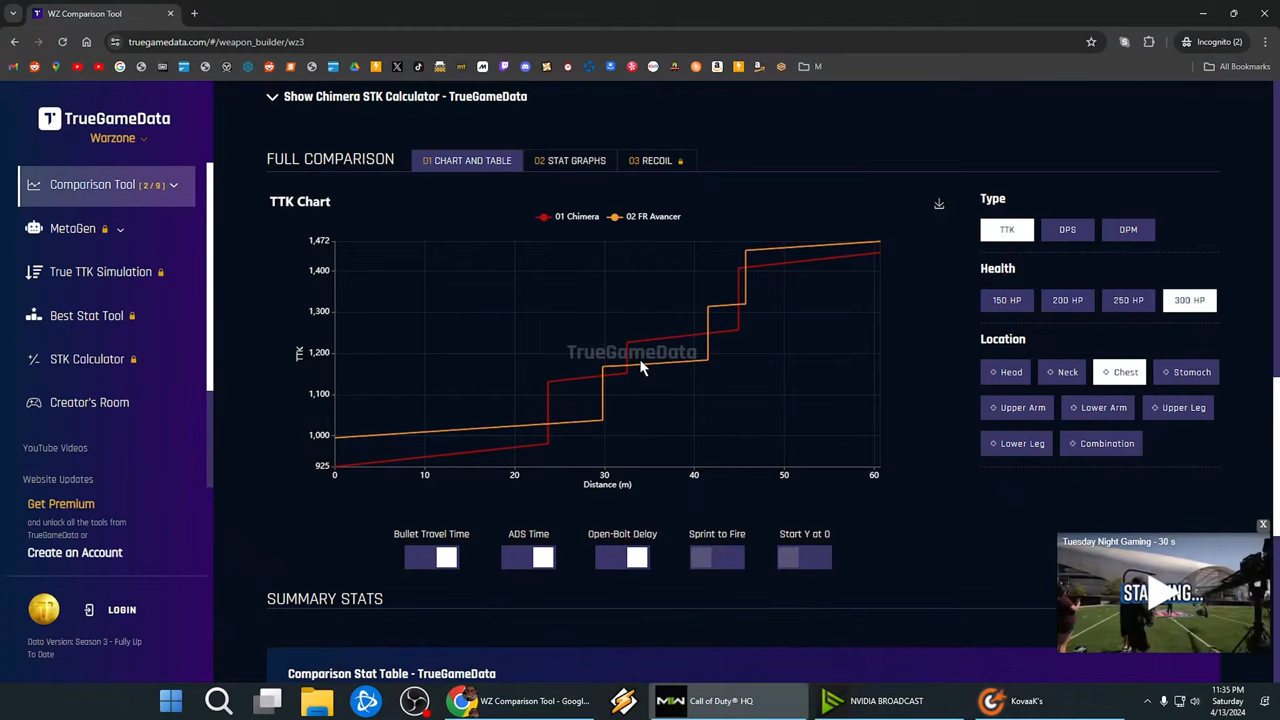 WZ Comparison Tool
truegamedata.com/#/weapon_builder/wz3
Incognito (2)
M
All Bookmarks
TrueGameData
Warzone
Comparison Tool [2/9]
MetaGen
True TTK Simulation
Best Stat Tool
STK Calculator
Creator's Room
YouTube Videos
Website Updates
Get Premium
and unlock all the tools from
TrueGameData or
Create an Account
LOGIN
Data Version: Season 3 - Fully Up
To Date
Show Chimera STK Calculator - TrueGameData
FULL COMPARISON
01 CHART AND TABLE
02 STAT GRAPHS
03 RECOIL
TTK Chart
01 Chimera
02 FR Avancer
1,472
1,400
1,300
1,200
1,100
1,000
925
TTK
TrueGameData
0
10
20
30
40
50
60
Distance (m)
Bullet Travel Time
ADS Time
Open-Bolt Delay
Sprint to Fire
Start Y at 0
Type
TTK
DPS
DPM
Health
150 HP
200 HP
250 HP
300 HP
Location
Head
Neck
Chest
Stomach
Upper Arm
Lower Arm
Upper Leg
Lower Leg
Combination
SUMMARY STATS
Comparison Stat Table - TrueGameData
X
Tuesday Night Gaming - 30 s
WZ Comparison Tool - Googl...
Call of Duty® HQ
NVIDIA BROADCAST
KovaaK's
11:35 PM
Saturday
4/13/2024